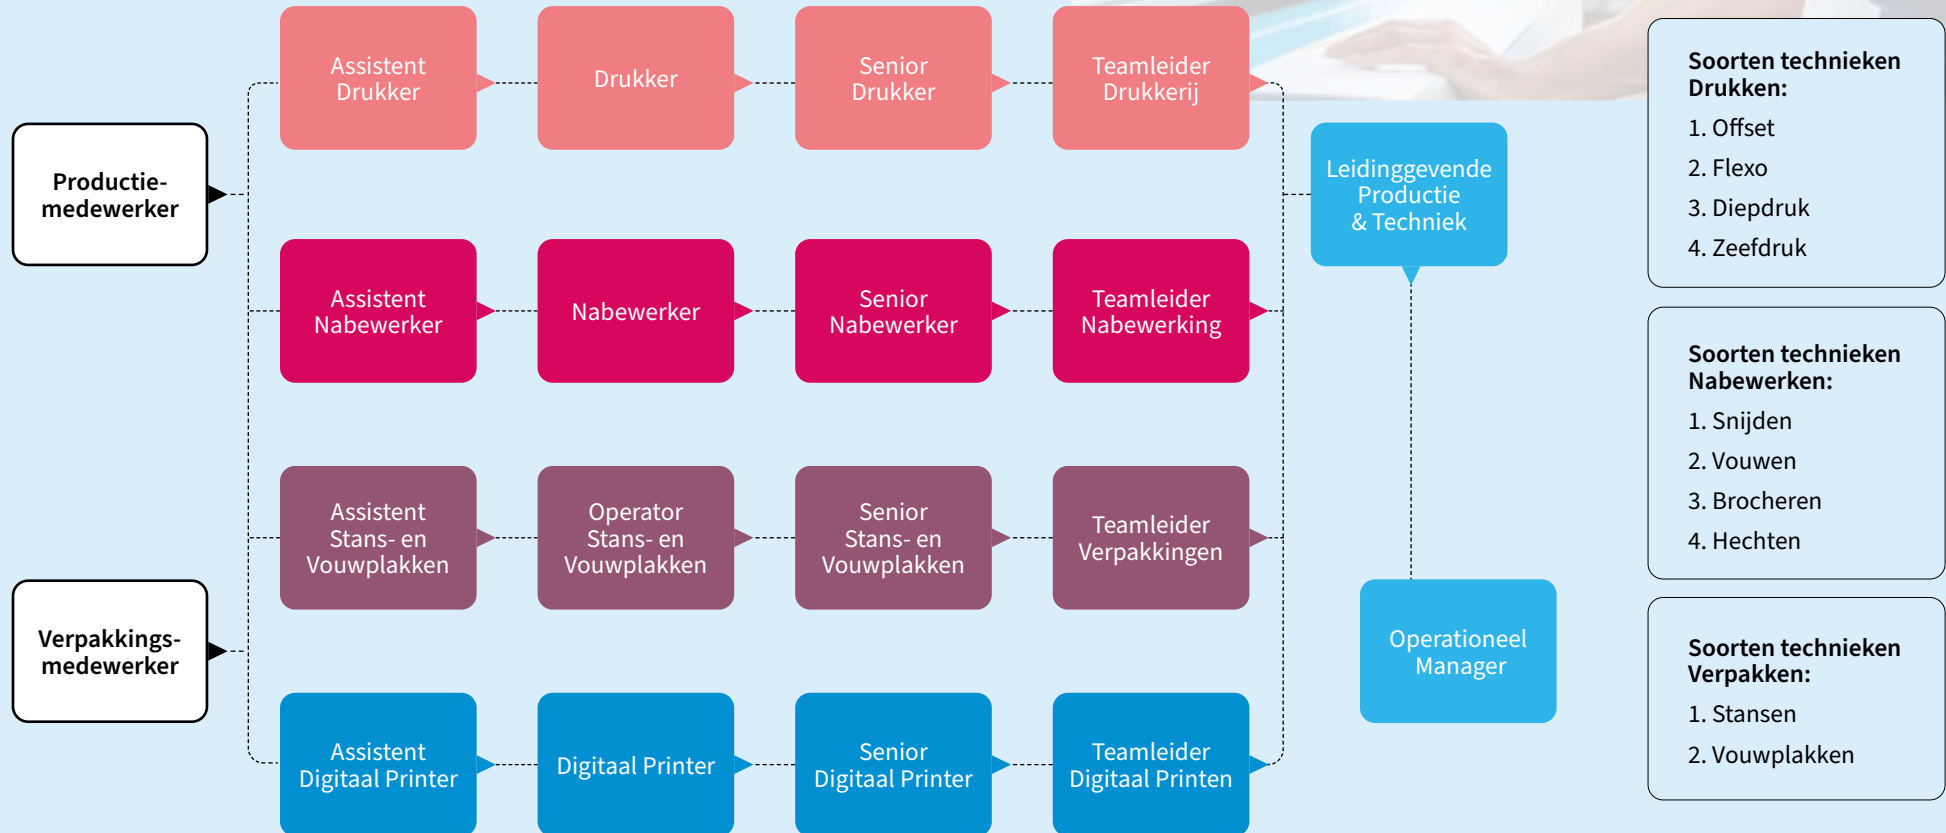 Productie-
medewerker
Verpakkings-
medewerker
Assistent
Drukker
Drukker
Senior
Drukker
Teamleider
Drukkerij
Assistent
Nabewerker
Nabewerker
Senior
Nabewerker
Teamleider
Nabewerking
Assistent
Stans- en
Vouwplakken
Operator
Stans- en
Vouwplakken
Senior
Stans- en
Vouwplakken
Teamleider
Verpakkingen
Assistent
Digitaal Printer
Digitaal Printer
Senior
Digitaal Printer
Teamleider
Digitaal Printen
Leidinggevende
Productie
& Techniek
Operationeel
Manager
Soorten technieken
Drukken:
1. Offset
2. Flexo
3. Diepdruk
4. Zeefdruk
Soorten technieken
Nabewerken:
1. Snijden
2. Vouwen
3. Brocheren
4. Hechten
Soorten technieken
Verpakken:
1. Stansen
2. Vouwplakken